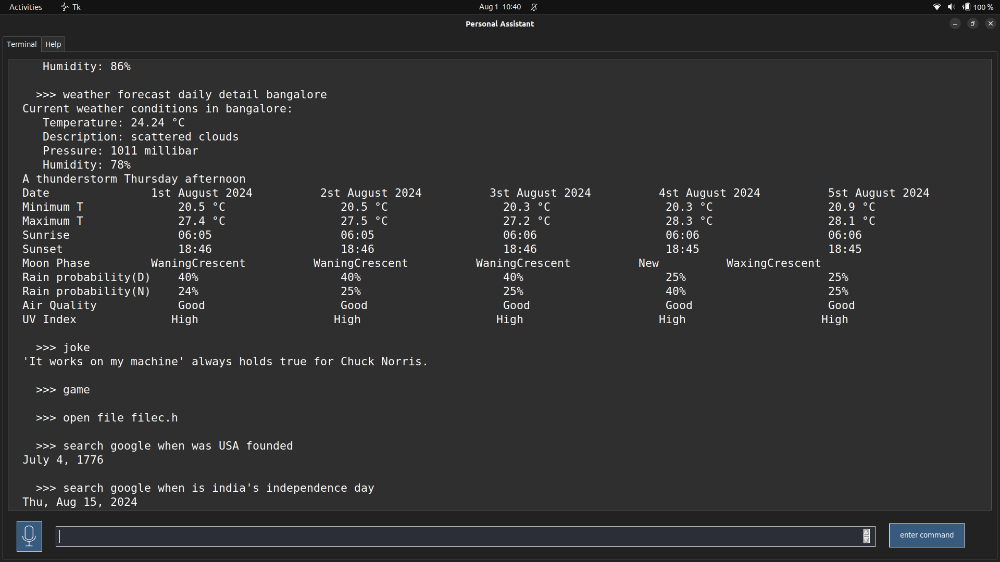 Activities Tk Aug 1 10:40 100 %
Personal Assistant
Terminal Help
Humidity: 86%
>>> weather forecast daily detail bangalore
Current weather conditions in bangalore:
Temperature: 24.24 °C
Description: scattered clouds
Pressure: 1011 millibar
Humidity: 78%
A thunderstorm Thursday afternoon
Date 1st August 2024 2st August 2024 3st August 2024 4st August 2024 5st August 2024
Minimum T 20.5 °C 20.5 °C 20.3 °C 20.3 °C 20.9 °C
Maximum T 27.4 °C 27.5 °C 27.2 °C 28.3 °C 28.1 °C
Sunrise 06:05 06:05 06:06 06:06 06:06
Sunset 18:46 18:46 18:46 18:45 18:45
Moon Phase WaningCrescent WaningCrescent WaningCrescent New WaxingCrescent
Rain probability(D) 40% 40% 40% 25% 25%
Rain probability(N) 24% 25% 25% 40% 25%
Air Quality Good Good Good Good Good
UV Index High High High High High
>>> joke
'It works on my machine' always holds true for Chuck Norris.
>>> game
>>> open file filec.h
>>> search google when was USA founded
July 4, 1776
>>> search google when is india's independence day
Thu, Aug 15, 2024
enter command